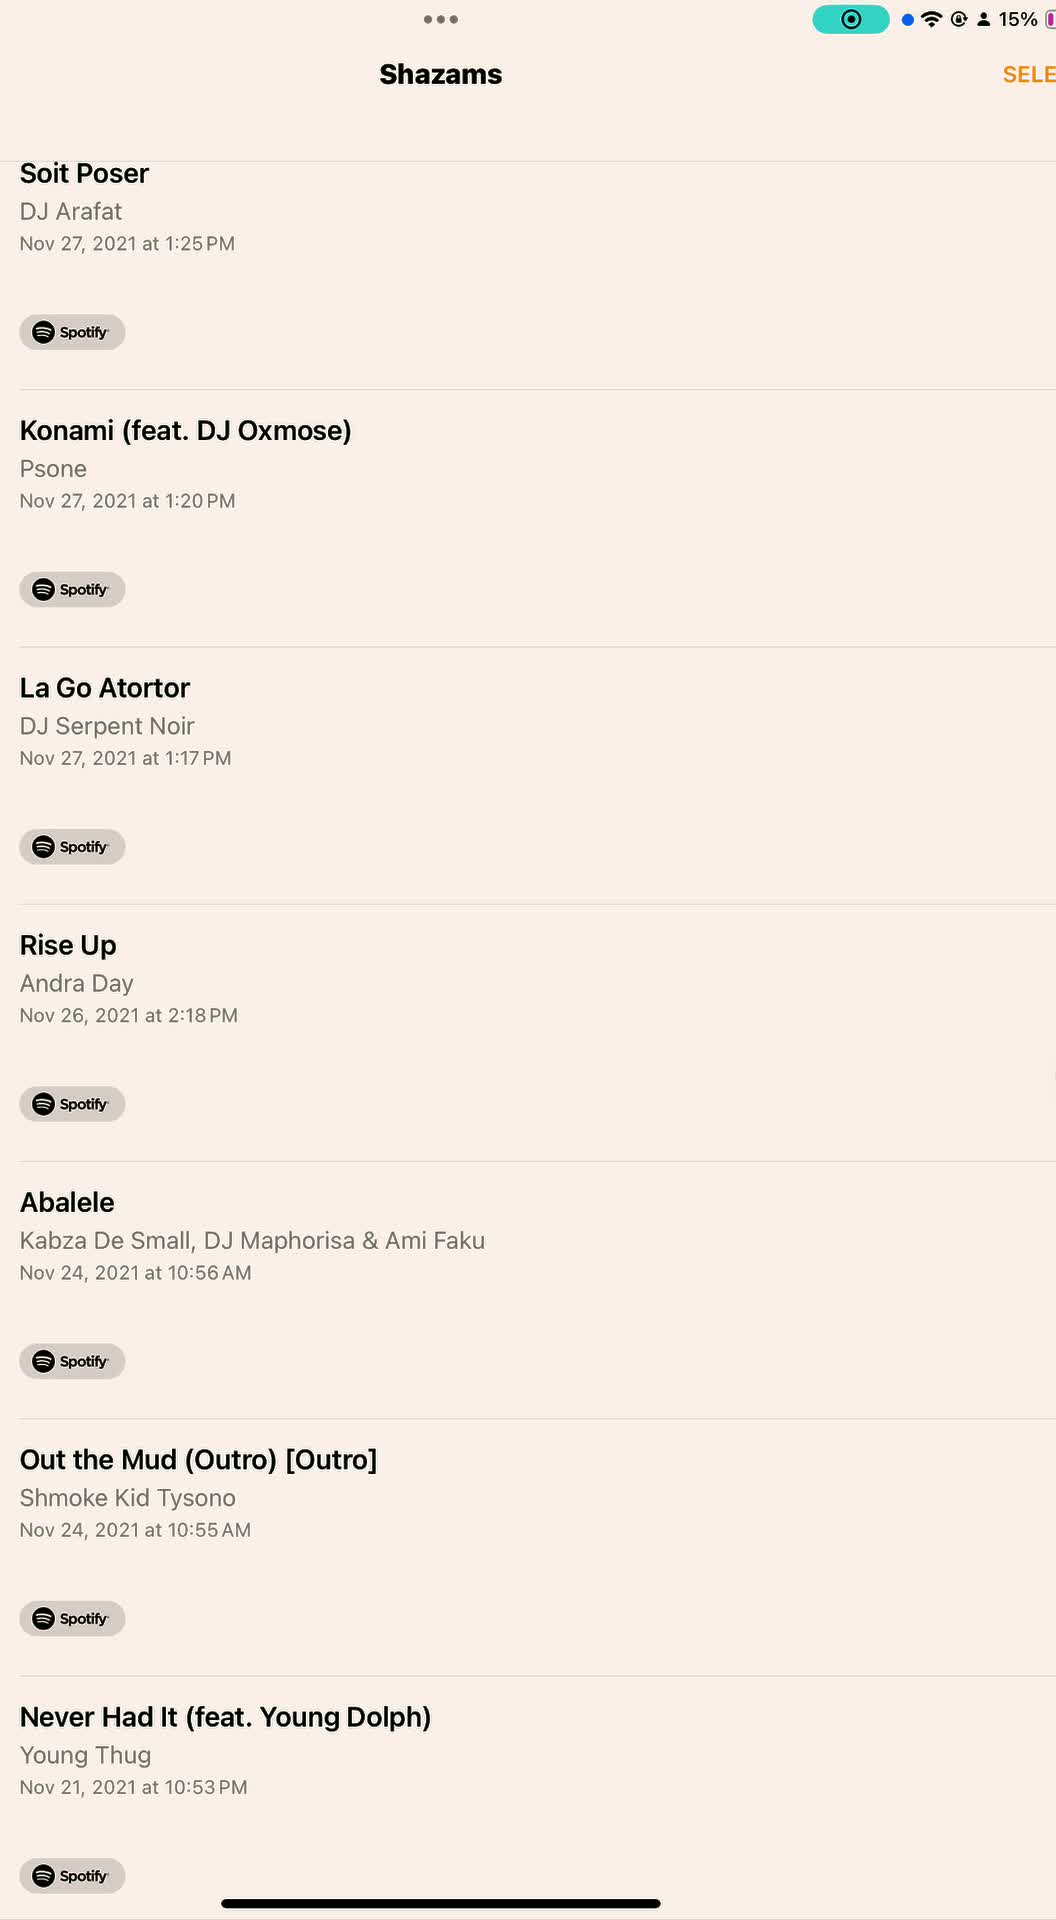 15%
Shazams
SELE
Soit Poser
DJ Arafat
Nov 27, 2021 at 1:25 PM
Spotify
Konami (feat. DJ Oxmose)
Psone
Nov 27, 2021 at 1:20 PM
Spotify
La Go Atortor
DJ Serpent Noir
Nov 27, 2021 at 1:17 PM
Spotify
Rise Up
Andra Day
Nov 26, 2021 at 2:18 PM
Spotify
Abalele
Kabza De Small, DJ Maphorisa & Ami Faku
Nov 24, 2021 at 10:56 AM
Spotify
Out the Mud (Outro) [Outro]
Shmoke Kid Tysono
Nov 24, 2021 at 10:55 AM
Spotify
Never Had It (feat. Young Dolph)
Young Thug
Nov 21, 2021 at 10:53 PM
Spotify